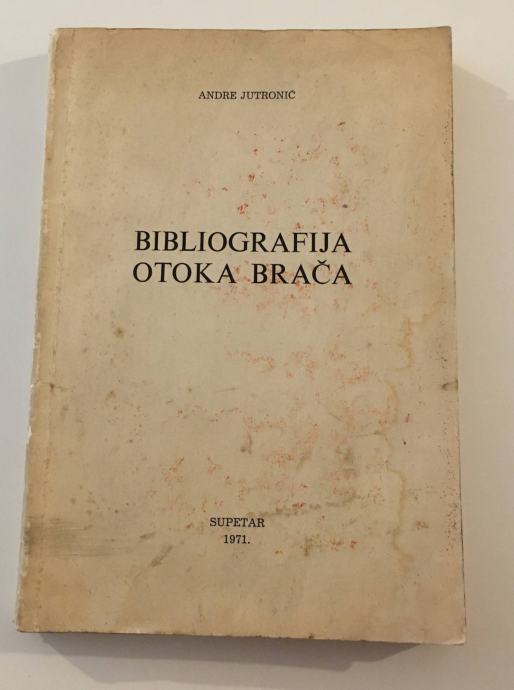 ANDRE JUTRONIĆ
BIBLIOGRAFIJA
OTOKA BRAČA
SUPETAR
1971.